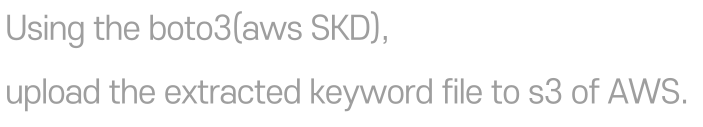 Using the boto3(aws SKD),
upload the extracted keyword file to s3 of AWS.